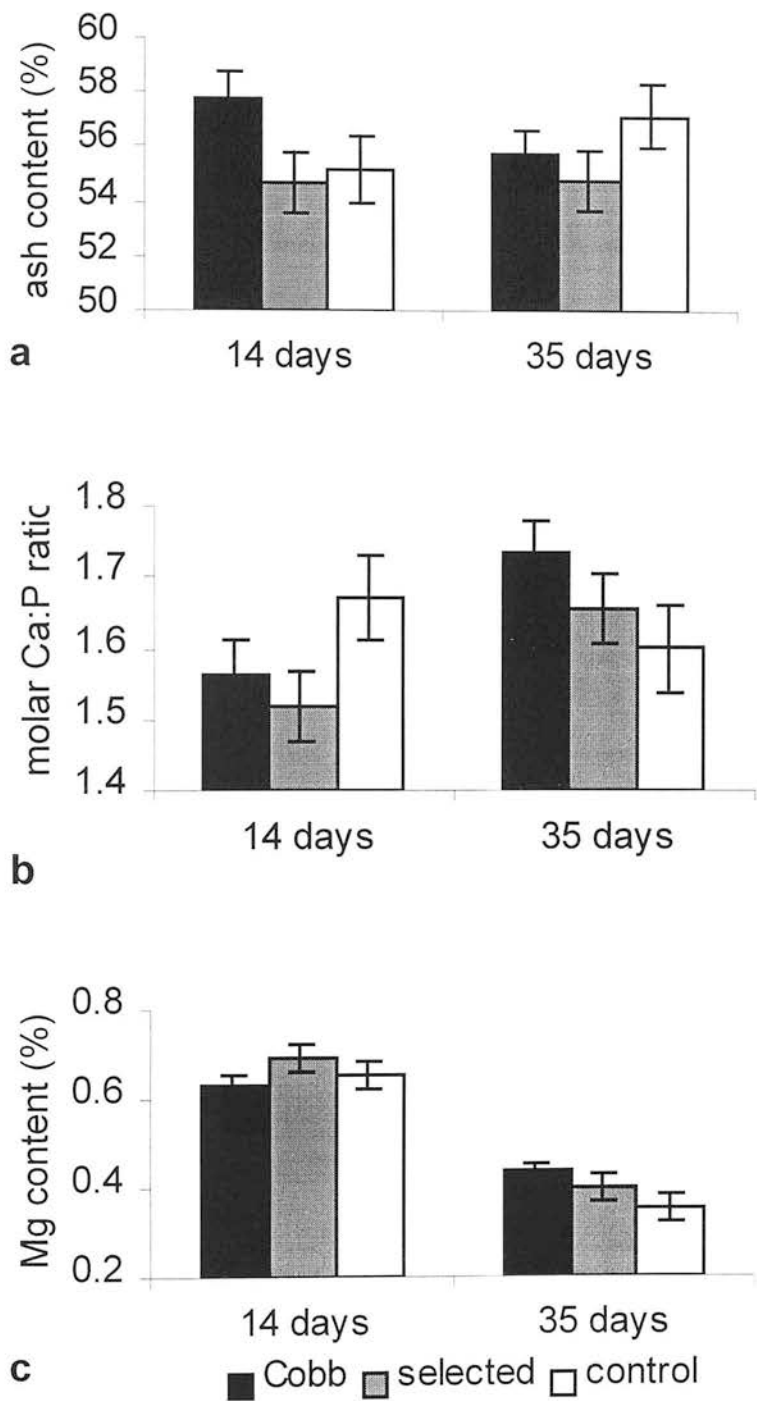 ash content (%)
60
58
56
54
52
50
14 days
35 days
a
molar Ca:P ratio
1.8
1.7
1.6
1.5
1.4
14 days
35 days
b
Mg content (%)
0.8
0.6
0.4
0.2
14 days
35 days
c
Cobb selected control